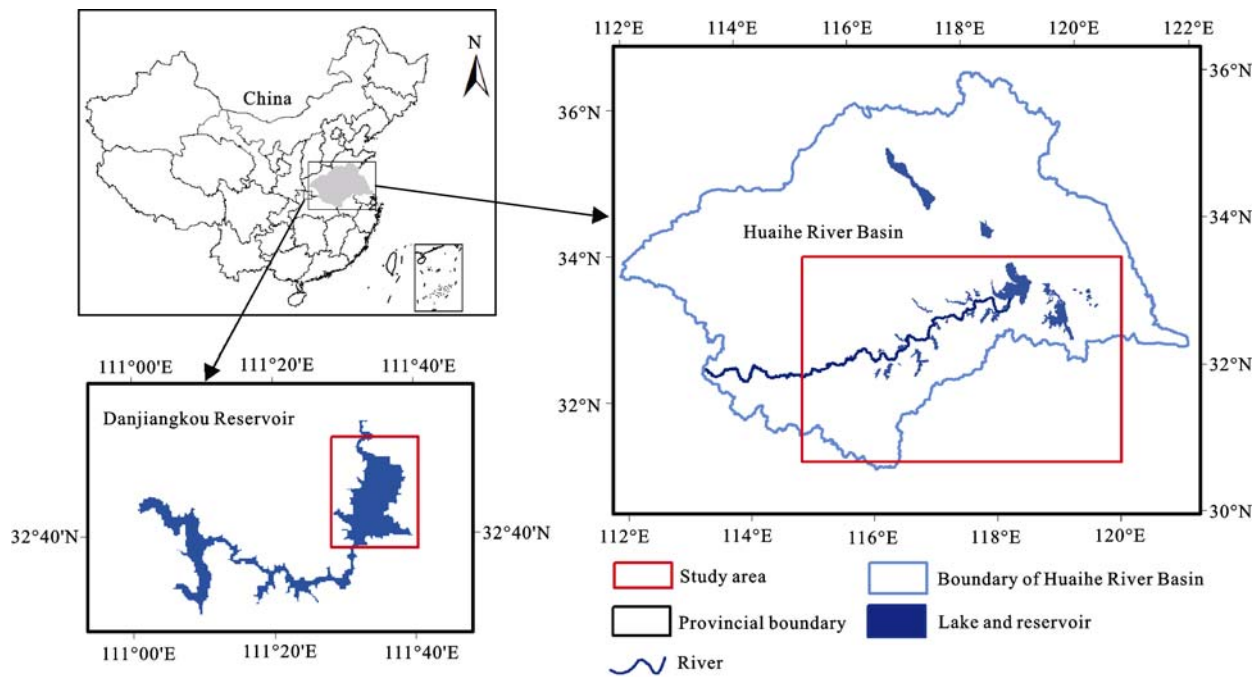 China
N
111°00′E
111°20′E
111°40′E
Danjiangkou Reservoir
32°40′N
32°40′N
111°00′E
111°20′E
111°40′E
112°E
114°E
116°E
118°E
120°E
122°E
36°N
36°N
Huaihe River Basin
34°N
34°N
32°N
32°N
30°N
112°E
114°E
116°E
118°E
120°E
Study area
Boundary of Huaihe River Basin
Provincial boundary
Lake and reservoir
River